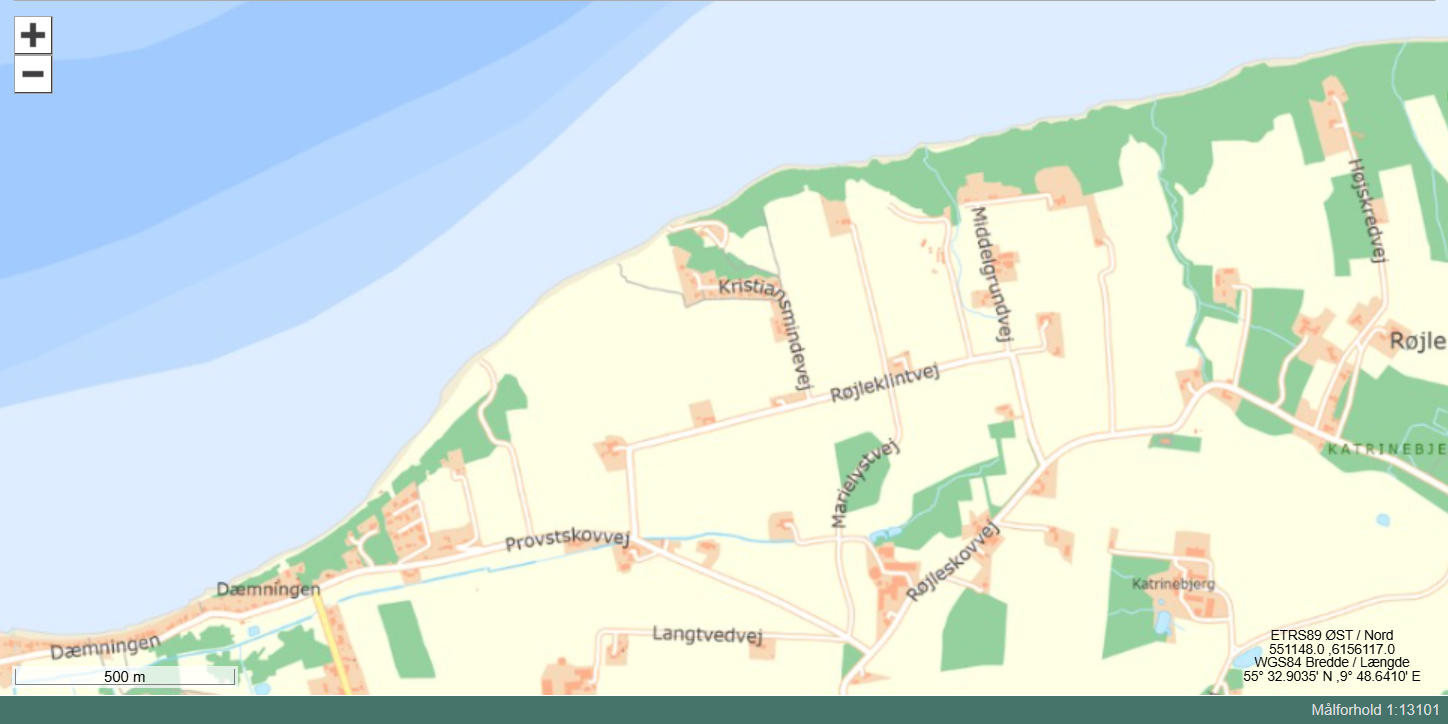 +
−
Højskredvej
Middelgrundvej
Kristiansmindevej
Røjle
Røjleklintvej
KATRINEBJE
Marielystvej
Provstskovvej
Røjleskovvej
Katrinebjerg
Dæmningen
Langtvedvej
Dæmningen
ETRS89 ØST / Nord
551148.0 ,6156117.0
WGS84 Bredde / Længde
55° 32.9035' N ,9° 48.6410' E
500 m
Målforhold 1:13101